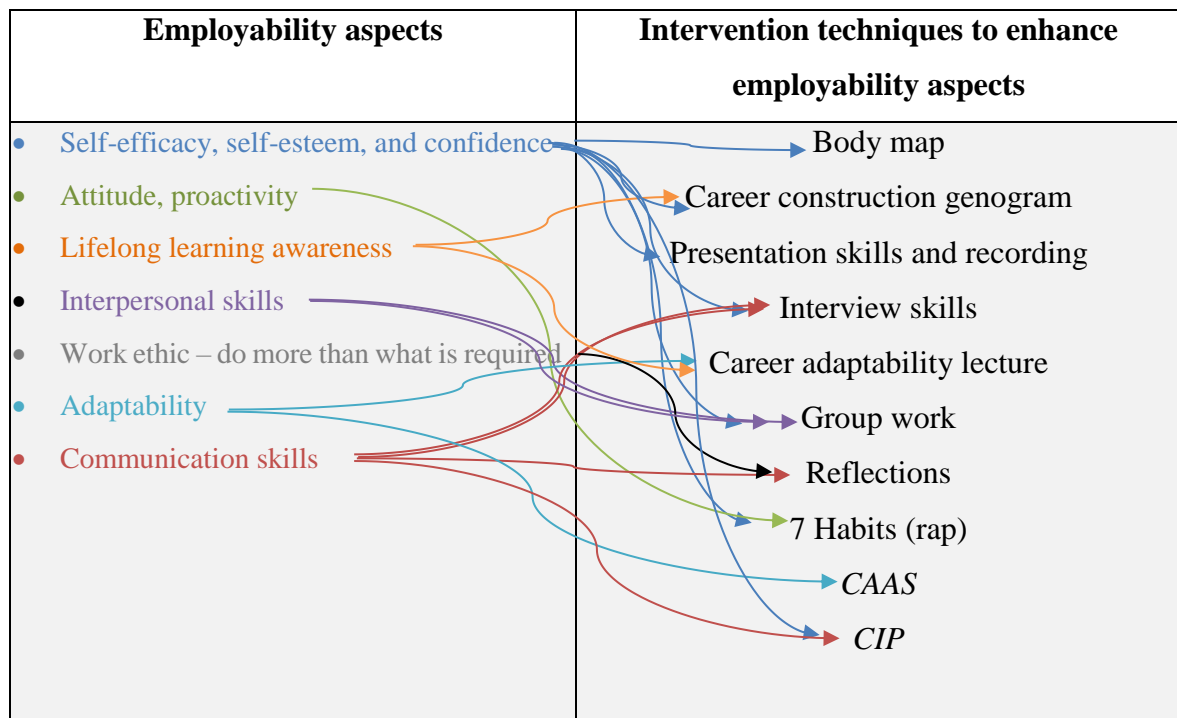 Employability aspects
Intervention techniques to enhance
employability aspects
• Self-efficacy, self-esteem, and confidence
• Attitude, proactivity
• Lifelong learning awareness
• Interpersonal skills
• Work ethic – do more than what is required
• Adaptability
• Communication skills
Body map
Career construction genogram
Presentation skills and recording
Interview skills
Career adaptability lecture
Group work
Reflections
7 Habits (rap)
CAAS
CIP